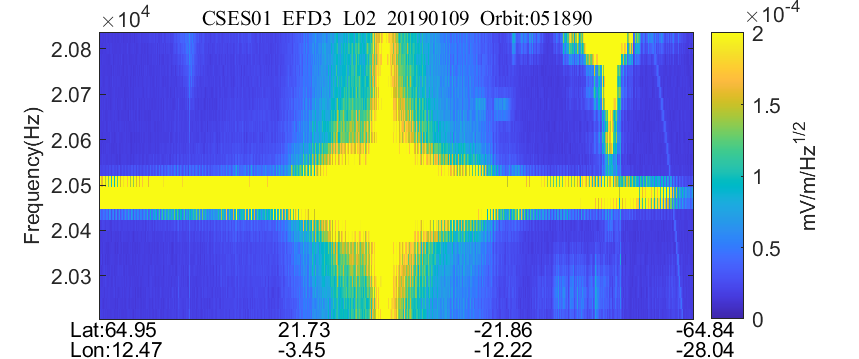 ×10⁴ CSES01 EFD3 L02 20190109 Orbit:051890 ×10⁻⁴
2.08
2.07
2.06
2.05
2.04
2.03
Frequency(Hz)
2
1.5
1
0.5
0
mV/m/Hz^1/2
Lat:64.95 21.73 -21.86 -64.84
Lon:12.47 -3.45 -12.22 -28.04